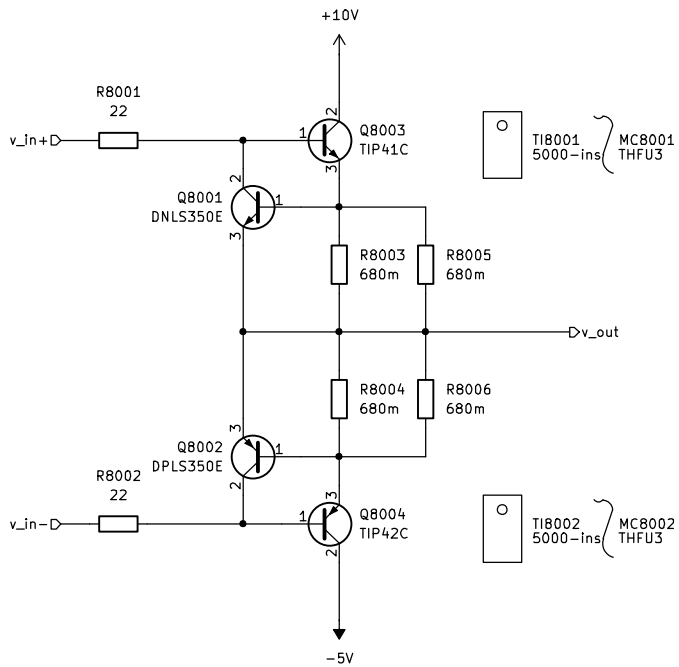 +10V
R8001
22
v_in+
1
2
3
Q8003
TIP41C
TI8001
5000-ins
MC8001
THFU3
Q8001
DNLS350E
2
1
3
R8003
680m
R8005
680m
v_out
R8004
680m
R8006
680m
Q8002
DPLS350E
3
1
2
R8002
22
v_in-
1
3
2
Q8004
TIP42C
TI8002
5000-ins
MC8002
THFU3
-5V